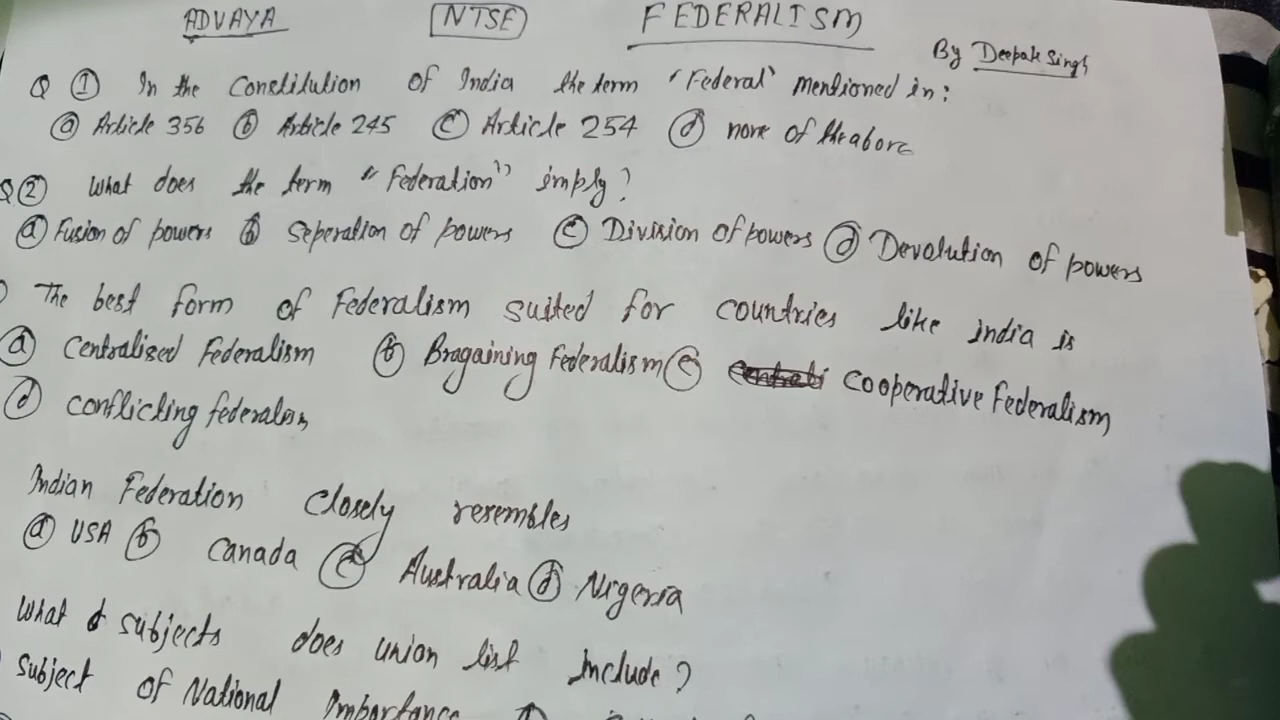 ADVAYA NTSE FEDERALISM
By Deepak Singh
Q ① In the Constitution of India the term "Federal" mentioned in:
ⓐ Article 356 ⓑ Article 245 ⓒ Article 254 ⓓ none of the above
Q ② What does the term "Federation" imply?
ⓐ Fusion of powers ⓑ Seperation of powers ⓒ Division of powers ⓓ Devolution of powers
The best form of Federalism suited for countries like india is
ⓐ Centralised Federalism ⓑ Bragaining Federalism ⓒ Cooperative Federalism
ⓓ conflicting federalism
Indian Federation closely resembles
ⓐ USA ⓑ Canada ⓒ Australia ⓓ Nigeria
What subjects does union list include?
Subject of National Importance